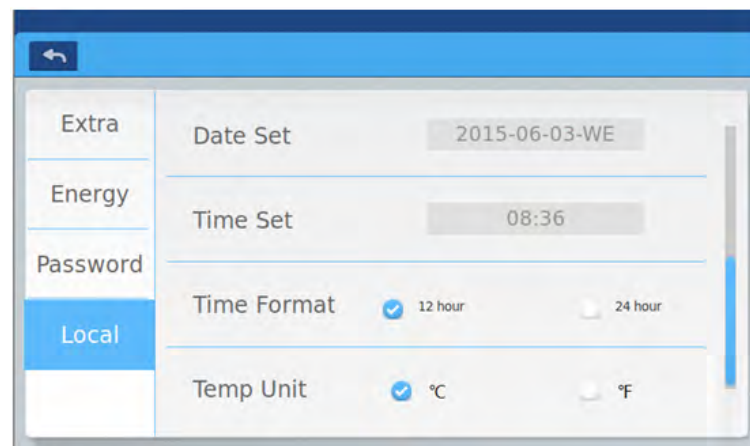 Extra
Energy
Password
Local
Date Set 2015-06-03-WE
Time Set 08:36
Time Format 12 hour 24 hour
Temp Unit ℃ ℉